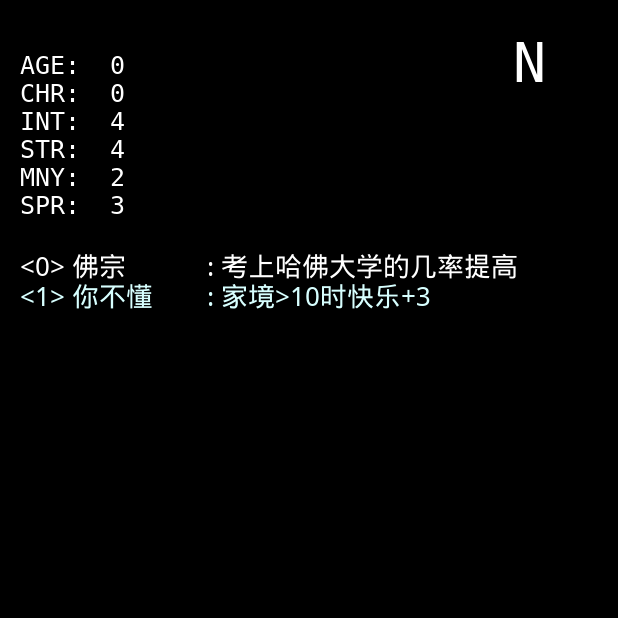 N
AGE: 0
CHR: 0
INT: 4
STR: 4
MNY: 2
SPR: 3
<0> 佛宗 : 考上哈佛大学的几率提高
<1> 你不懂 : 家境>10时快乐+3